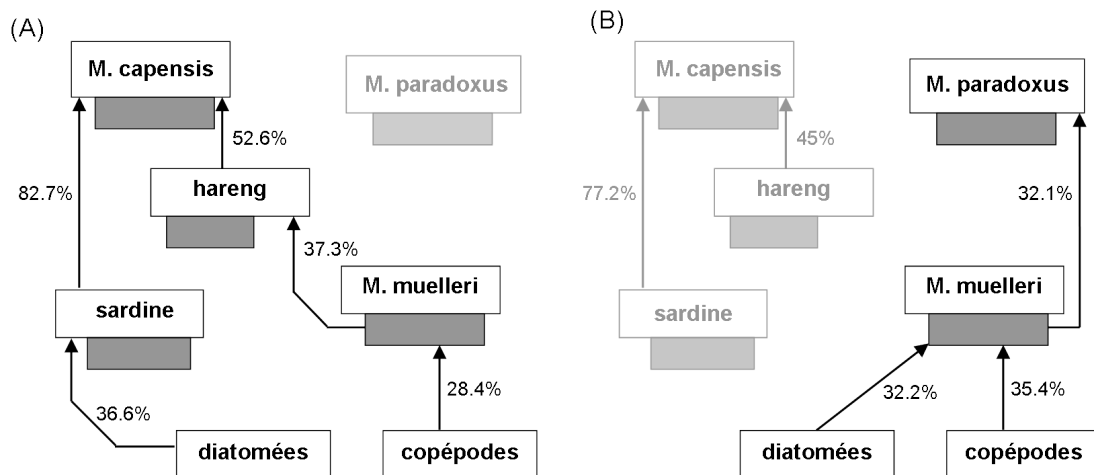 (A)
M. capensis
M. paradoxus
52.6%
82.7%
hareng
37.3%
M. muelleri
sardine
28.4%
36.6%
diatomées
copépodes
(B)
M. capensis
M. paradoxus
45%
77.2%
hareng
32.1%
M. muelleri
sardine
32.2%
35.4%
diatomées
copépodes